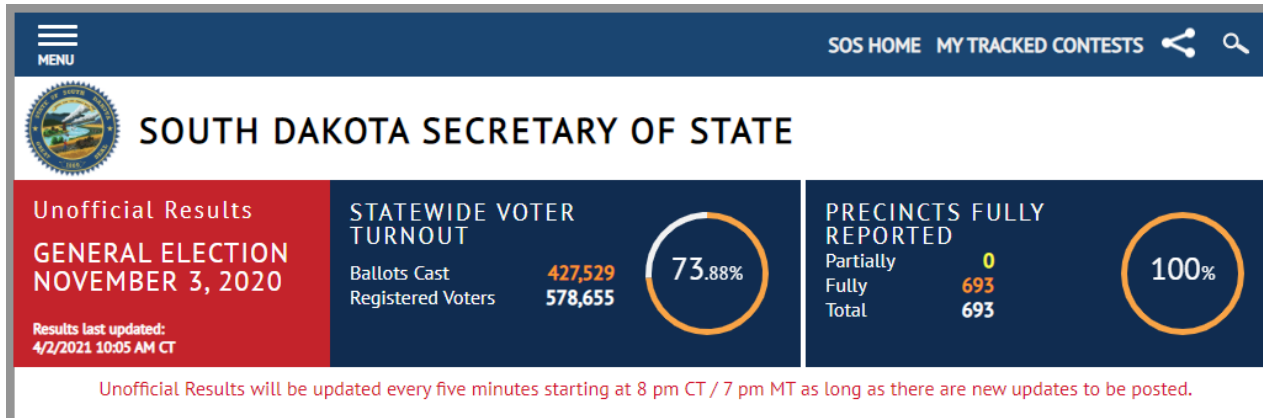 MENU
SOS HOME MY TRACKED CONTESTS
SOUTH DAKOTA SECRETARY OF STATE
Unofficial Results
GENERAL ELECTION
NOVEMBER 3, 2020
Results last updated:
4/2/2021 10:05 AM CT
STATEWIDE VOTER
TURNOUT
Ballots Cast 427,529
Registered Voters 578,655
73.88%
PRECINCTS FULLY
REPORTED
Partially 0
Fully 693
Total 693
100%
Unofficial Results will be updated every five minutes starting at 8 pm CT / 7 pm MT as long as there are new updates to be posted.